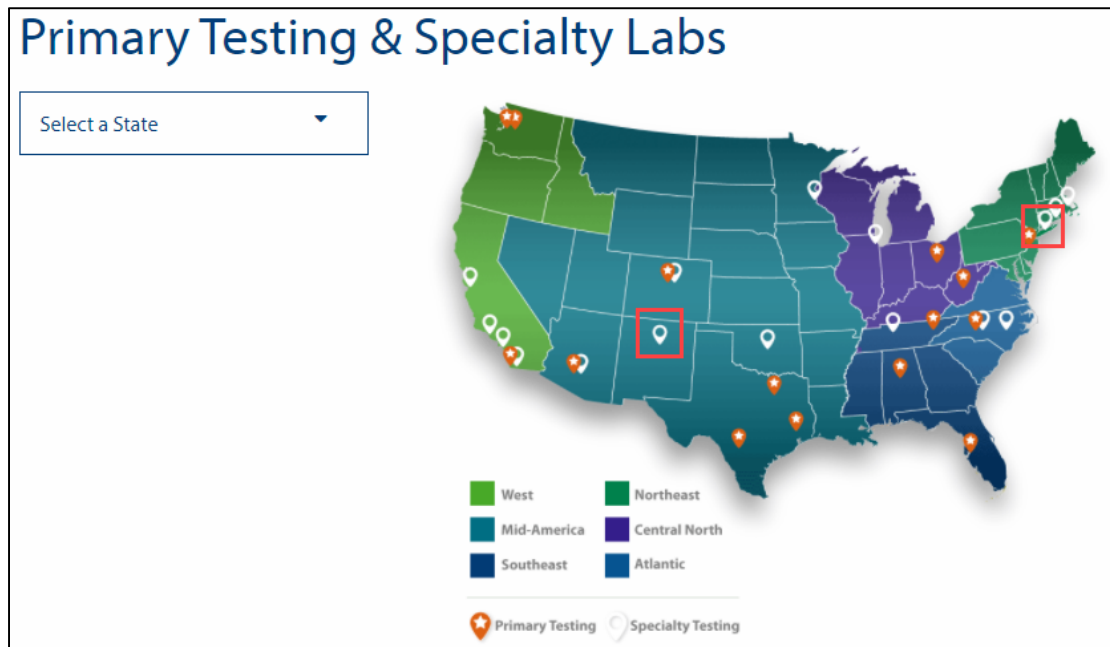 Primary Testing & Specialty Labs
Select a State
West
Northeast
Mid-America
Central North
Southeast
Atlantic
Primary Testing
Specialty Testing